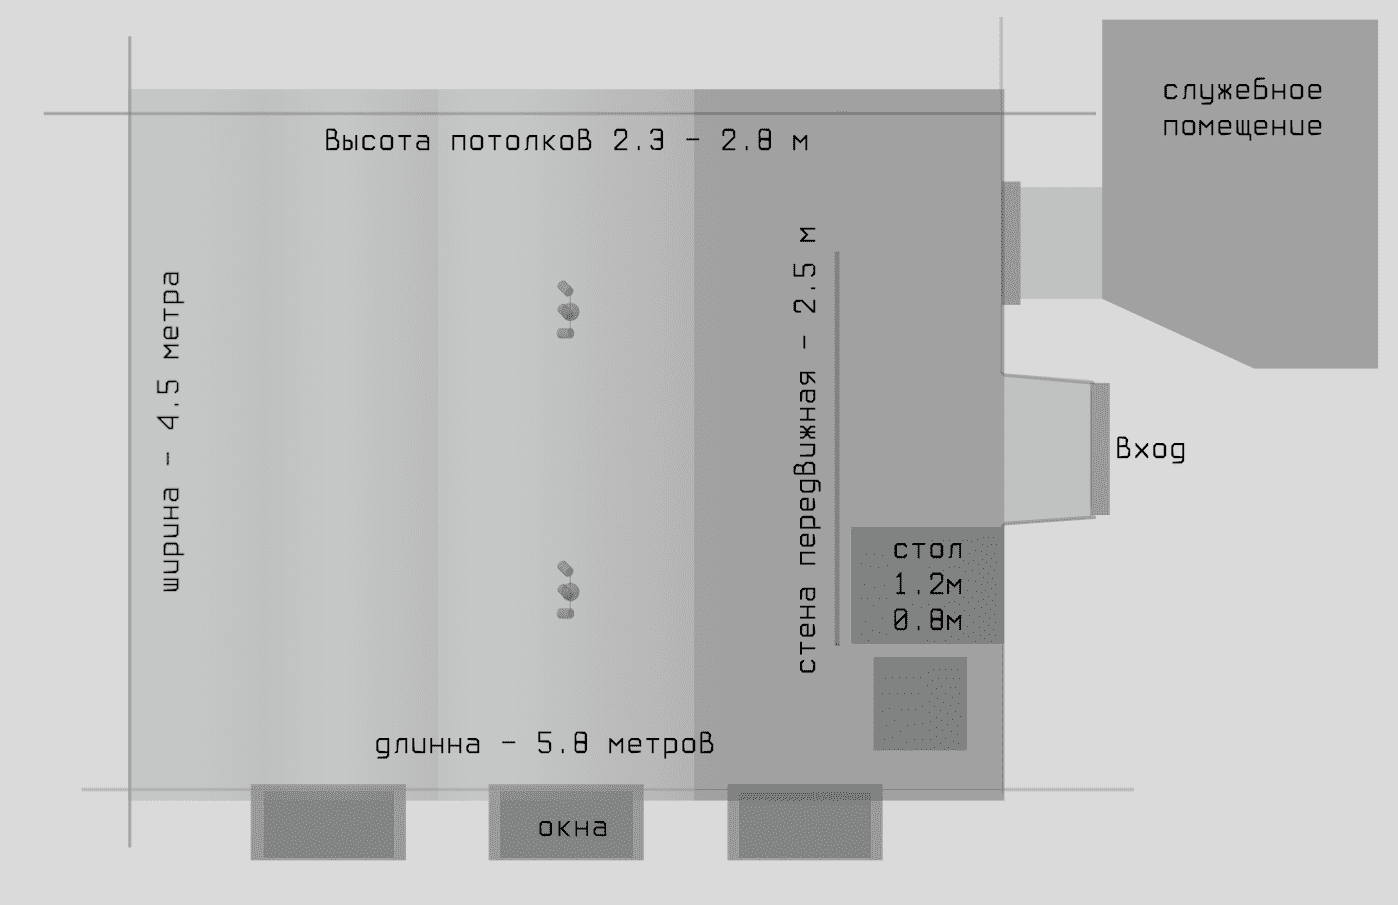 служебное
помещение
Высота потолков 2.3 - 2.8 м
ширина - 4.5 метра
стена передвижная - 2.5 м
Вход
стол
1.2м
0.8м
длинна - 5.8 метров
окна